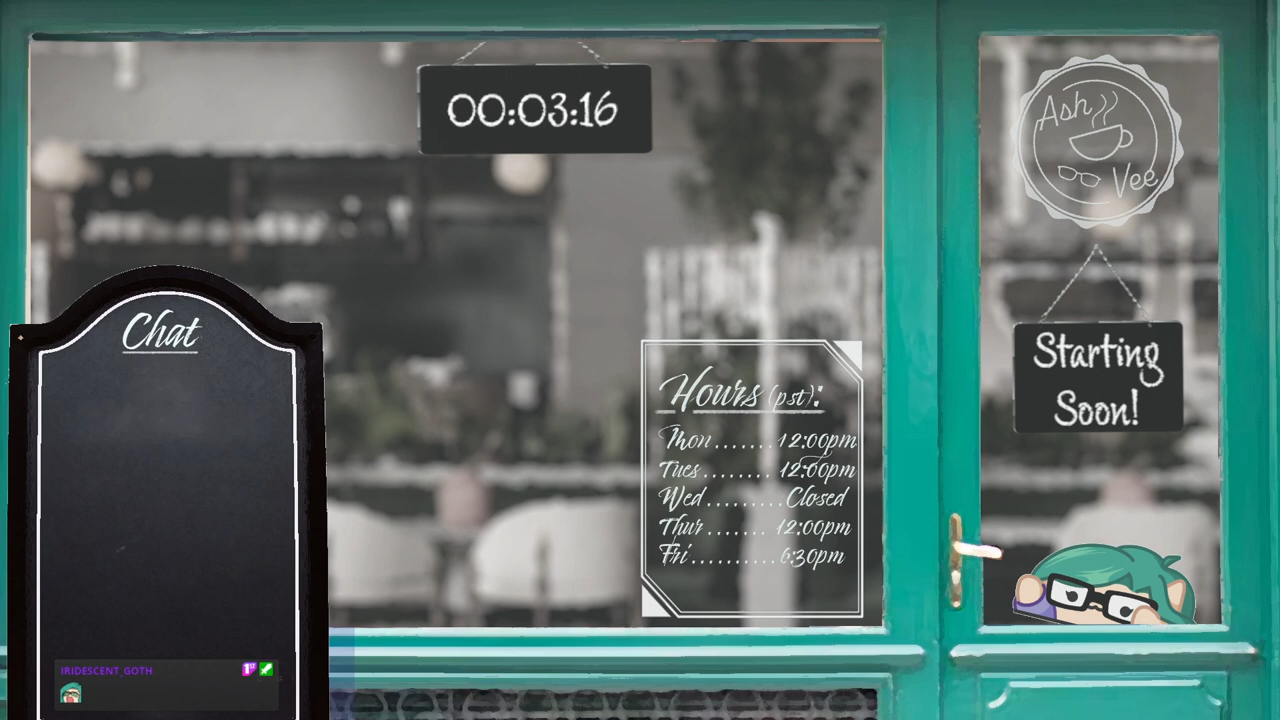 00:03:16
Ash
Vee
Starting
Soon!
Chat
Hours (pst):
Mon.......12:00pm
Tues........12:00pm
Wed.........Closed
Thur.......12:00pm
Fri..........6:30pm
IRIDESCENT_GOTH
1ST